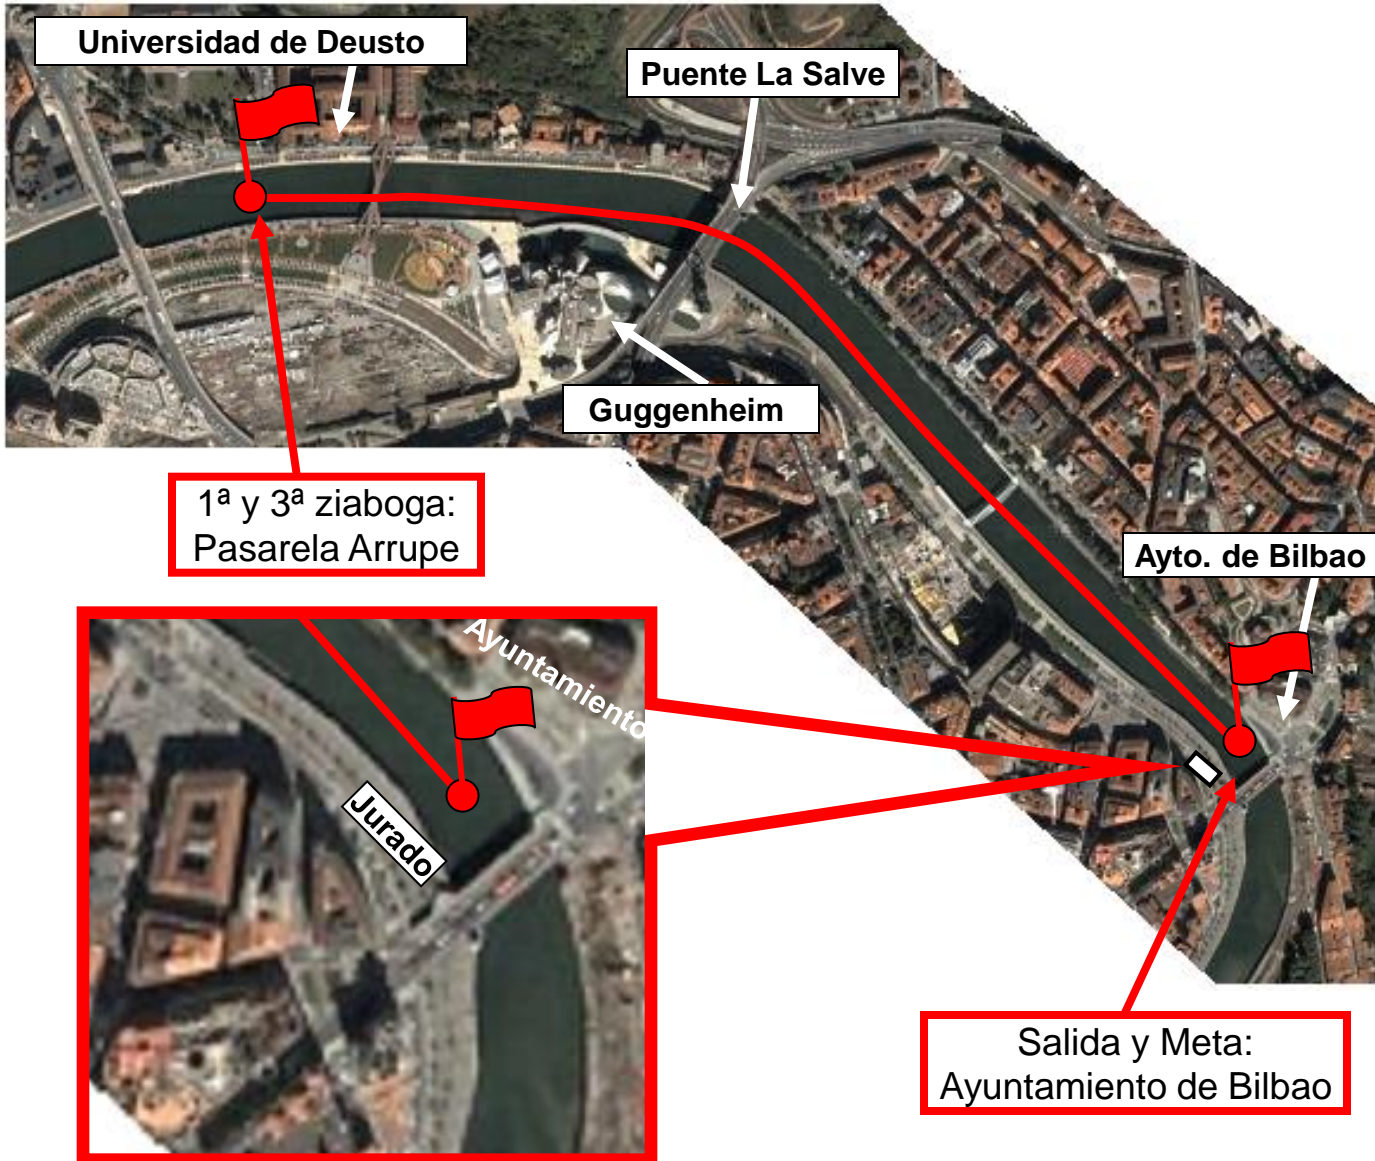 Universidad de Deusto
Puente La Salve
Guggenheim
1ª y 3ª ziaboga:
Pasarela Arrupe
Ayto. de Bilbao
Ayuntamiento
Jurado
Salida y Meta:
Ayuntamiento de Bilbao